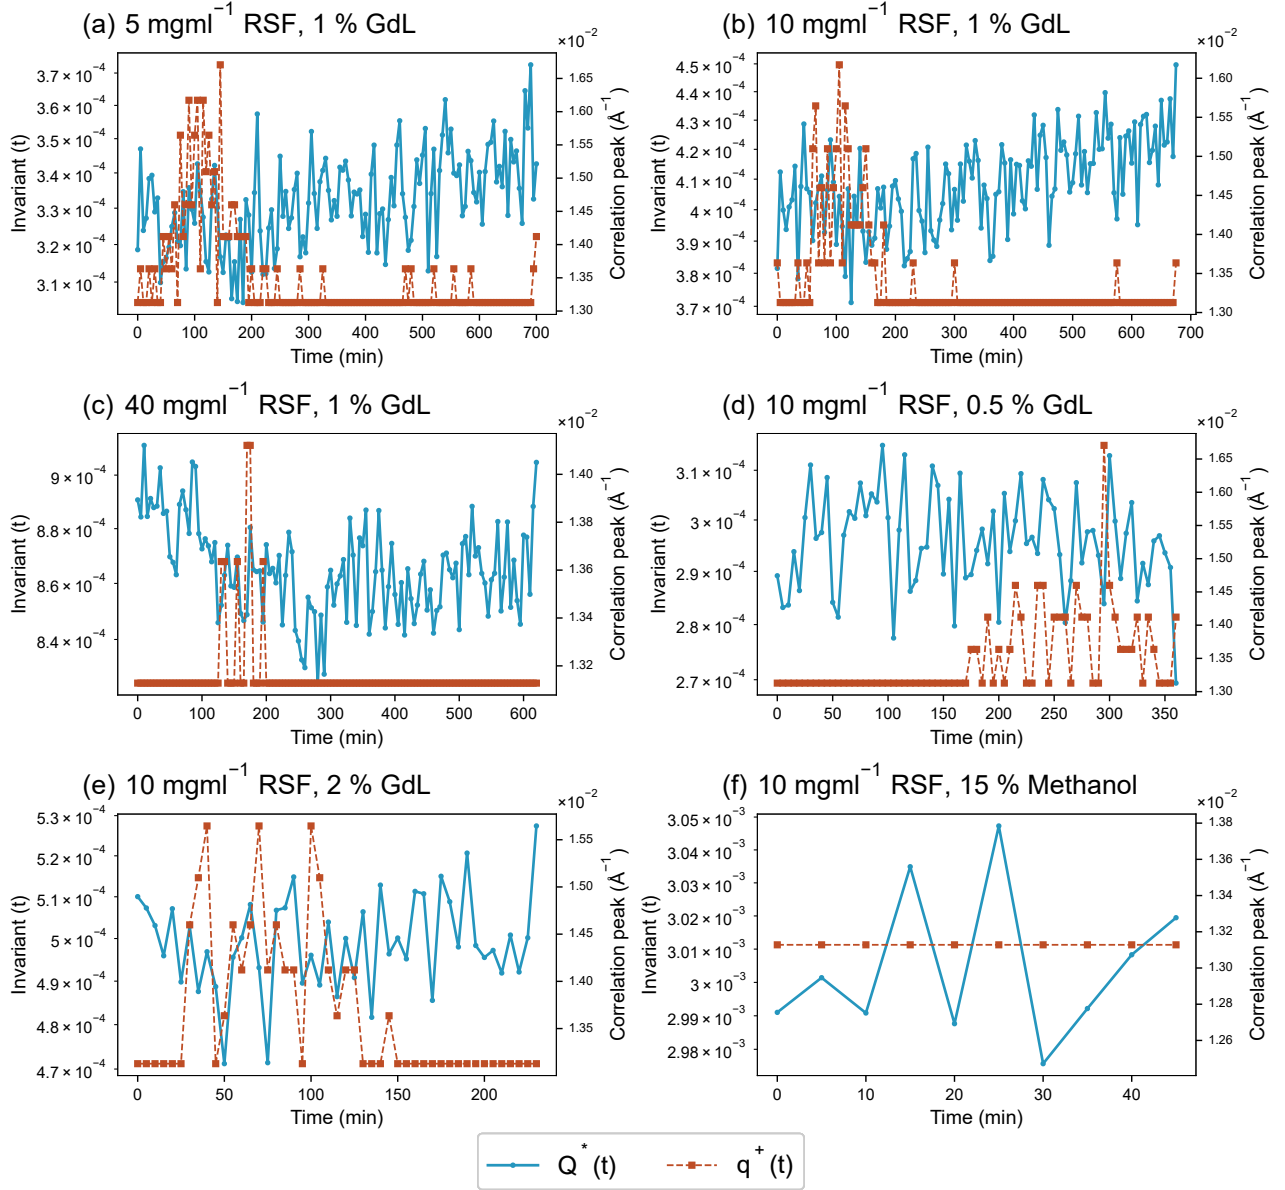 (a) 5 mgml⁻¹ RSF, 1 % GdL
×10⁻²
3.7 × 10⁻⁴
3.6 × 10⁻⁴
3.5 × 10⁻⁴
3.4 × 10⁻⁴
3.3 × 10⁻⁴
3.2 × 10⁻⁴
3.1 × 10⁻⁴
Invariant (t)
1.65
1.60
1.55
1.50
1.45
1.40
1.35
1.30
Correlation peak (Å⁻¹)
0 100 200 300 400 500 600 700
Time (min)
(b) 10 mgml⁻¹ RSF, 1 % GdL
×10⁻²
4.5 × 10⁻⁴
4.4 × 10⁻⁴
4.3 × 10⁻⁴
4.2 × 10⁻⁴
4.1 × 10⁻⁴
4 × 10⁻⁴
3.9 × 10⁻⁴
3.8 × 10⁻⁴
3.7 × 10⁻⁴
Invariant (t)
1.60
1.55
1.50
1.45
1.40
1.35
1.30
Correlation peak (Å⁻¹)
0 100 200 300 400 500 600 700
Time (min)
(c) 40 mgml⁻¹ RSF, 1 % GdL
×10⁻²
9 × 10⁻⁴
8.8 × 10⁻⁴
8.6 × 10⁻⁴
8.4 × 10⁻⁴
Invariant (t)
1.40
1.38
1.36
1.34
1.32
Correlation peak (Å⁻¹)
0 100 200 300 400 500 600
Time (min)
(d) 10 mgml⁻¹ RSF, 0.5 % GdL
×10⁻²
3.1 × 10⁻⁴
3 × 10⁻⁴
2.9 × 10⁻⁴
2.8 × 10⁻⁴
2.7 × 10⁻⁴
Invariant (t)
1.65
1.60
1.55
1.50
1.45
1.40
1.35
1.30
Correlation peak (Å⁻¹)
0 50 100 150 200 250 300 350
Time (min)
(e) 10 mgml⁻¹ RSF, 2 % GdL
×10⁻²
5.3 × 10⁻⁴
5.2 × 10⁻⁴
5.1 × 10⁻⁴
5 × 10⁻⁴
4.9 × 10⁻⁴
4.8 × 10⁻⁴
4.7 × 10⁻⁴
Invariant (t)
1.55
1.50
1.45
1.40
1.35
Correlation peak (Å⁻¹)
0 50 100 150 200
Time (min)
(f) 10 mgml⁻¹ RSF, 15 % Methanol
×10⁻²
3.05 × 10⁻³
3.04 × 10⁻³
3.03 × 10⁻³
3.02 × 10⁻³
3.01 × 10⁻³
3 × 10⁻³
2.99 × 10⁻³
2.98 × 10⁻³
Invariant (t)
1.38
1.36
1.34
1.32
1.30
1.28
1.26
Correlation peak (Å⁻¹)
0 10 20 30 40
Time (min)
Q*(t) q⁺(t)